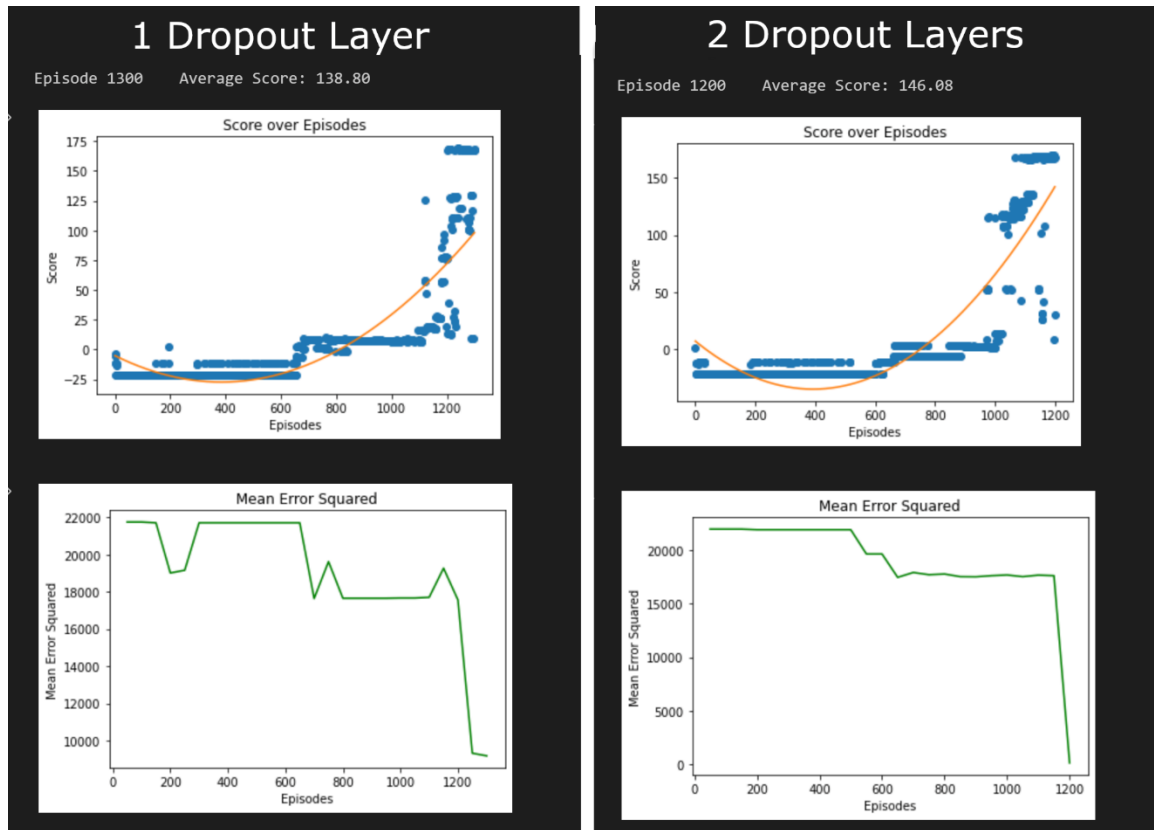 1 Dropout Layer
Episode 1300 Average Score: 138.80
Score over Episodes
175
150
125
100
75
50
25
0
−25
Score
0 200 400 600 800 1000 1200
Episodes
Mean Error Squared
22000
20000
18000
16000
14000
12000
10000
Mean Error Squared
0 200 400 600 800 1000 1200
Episodes
2 Dropout Layers
Episode 1200 Average Score: 146.08
Score over Episodes
150
100
50
0
Score
0 200 400 600 800 1000 1200
Episodes
Mean Error Squared
20000
15000
10000
5000
0
Mean Error Squared
0 200 400 600 800 1000 1200
Episodes